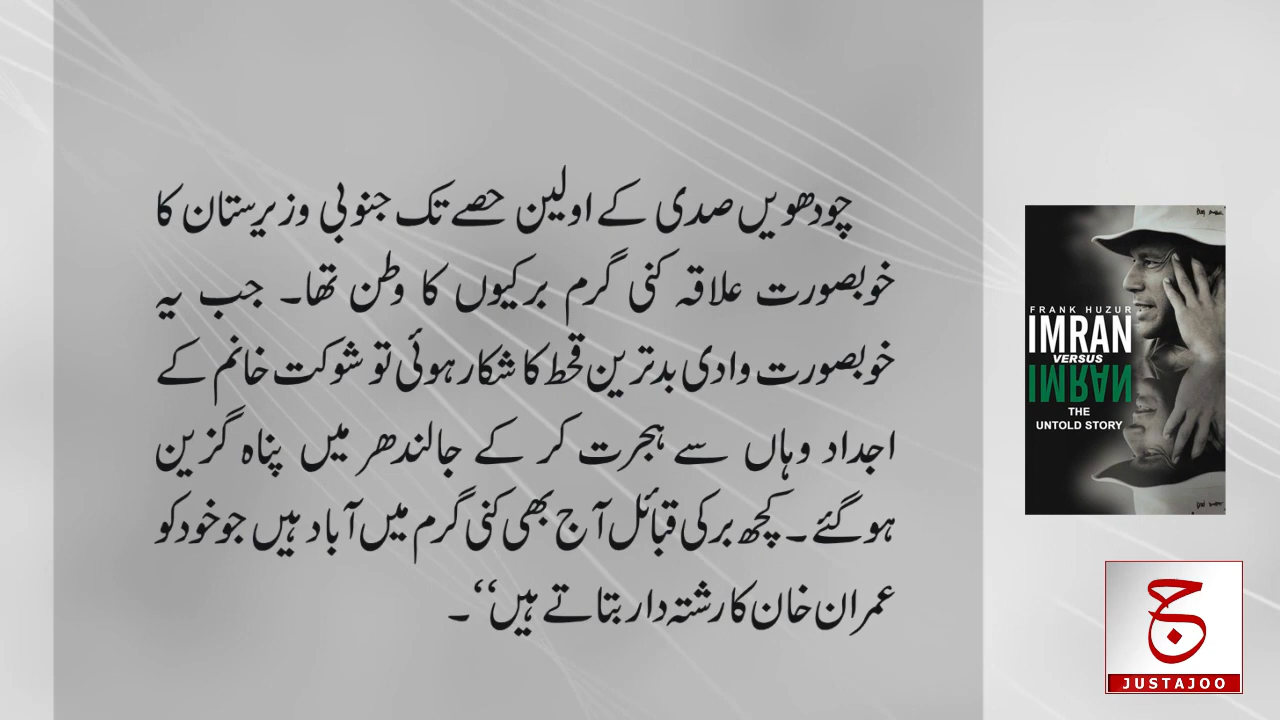 چودھویں صدی کے اولین حصے تک جنوبی وزیرستان کا
خوبصورت علاقہ کنی گرم برکیوں کا وطن تھا۔ جب یہ
خوبصورت وادی بدترین قحط کا شکار ہوئی تو شوکت خانم کے
اجداد وہاں سے ہجرت کر کے جالندھر میں پناہ گزین
ہو گئے۔ کچھ برکی قبائل آج بھی کنی گرم میں آباد ہیں جو خود کو
عمران خان کا رشتہ دار بتاتے ہیں‘‘۔
FRANK HUZUR
IMRAN
VERSUS
IMRAN
THE
UNTOLD STORY
ج
JUSTAJOO